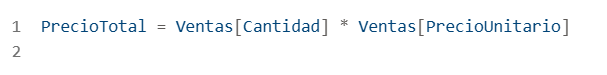 1 PrecioTotal = Ventas[Cantidad] * Ventas[PrecioUnitario]
2